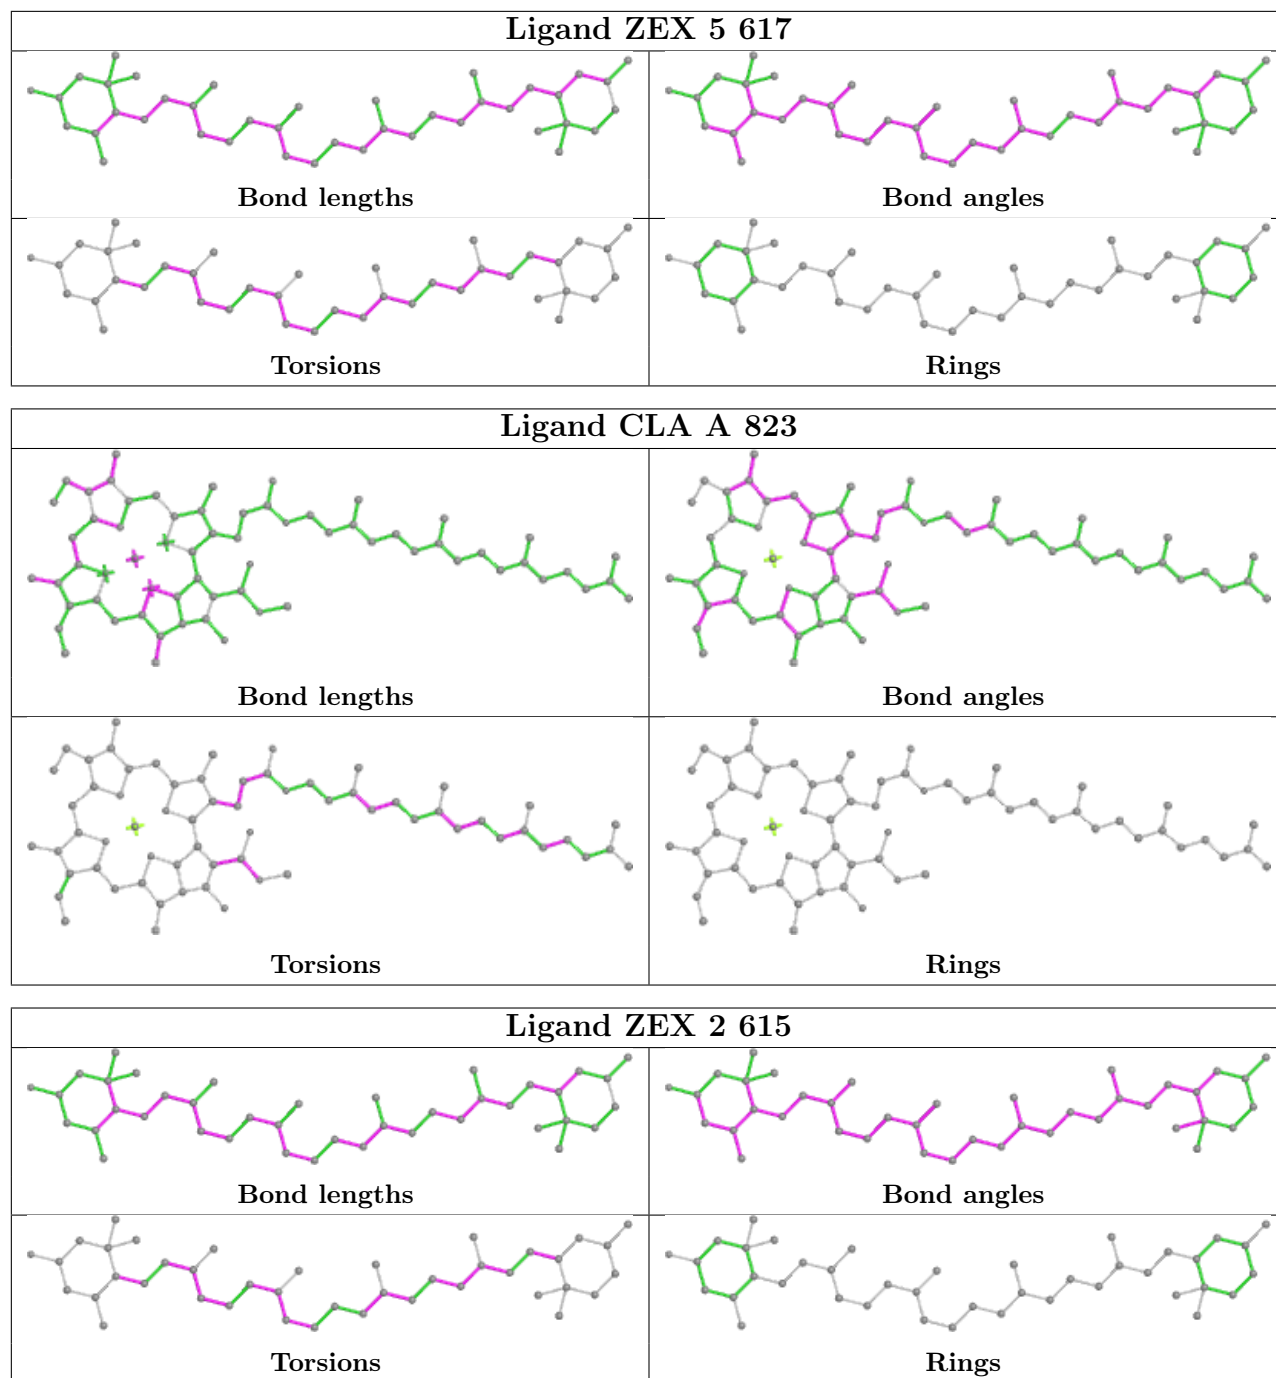 Ligand ZEX 5 617
Bond lengths
Bond angles
Torsions
Rings
Ligand CLA A 823
Bond lengths
Bond angles
Torsions
Rings
Ligand ZEX 2 615
Bond lengths
Bond angles
Torsions
Rings